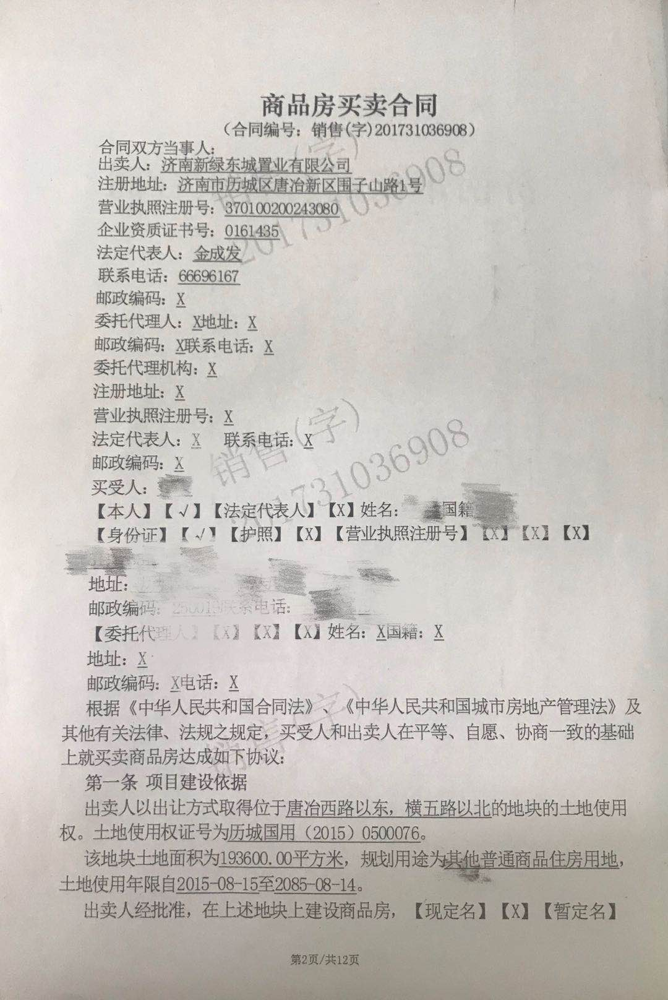 商品房买卖合同
（合同编号：销售(字)201731036908）
合同双方当事人：
出卖人：济南新绿东城置业有限公司
注册地址：济南市历城区唐冶新区围子山路1号
营业执照注册号：370100200243080
企业资质证书号：0161435
法定代表人：金成发
联系电话：66696167
邮政编码：X
委托代理人：X地址：X
邮政编码：X联系电话：X
委托代理机构：X
注册地址：X
营业执照注册号：X
法定代表人：X 联系电话：X
邮政编码：X
买受人：
【本人】【√】【法定代表人】【X】姓名： 国籍
【身份证】【√】【护照】【X】【营业执照注册号】【X】【X】【X】
地址：
邮政编码：250019联系电话：
【委托代理人】【X】【X】【X】姓名：X国籍：X
地址：X
邮政编码：X电话：X
根据《中华人民共和国合同法》、《中华人民共和国城市房地产管理法》及
其他有关法律、法规之规定，买受人和出卖人在平等、自愿、协商一致的基础
上就买卖商品房达成如下协议：
第一条 项目建设依据
出卖人以出让方式取得位于唐冶西路以东，横五路以北的地块的土地使用
权。土地使用权证号为历城国用（2015）0500076。
该地块土地面积为193600.00平方米，规划用途为其他普通商品住房用地，
土地使用年限自2015-08-15至2085-08-14。
出卖人经批准，在上述地块上建设商品房，【现定名】【X】【暂定名】
第2页/共12页
销售(字)
201731036908
销售(字)
201731036908
销售(字)